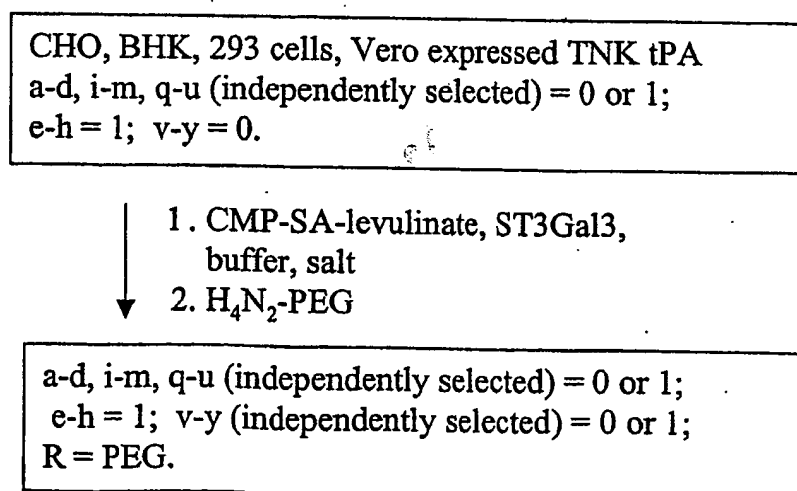 CHO, BHK, 293 cells, Vero expressed TNK tPA
a-d, i-m, q-u (independently selected) = 0 or 1;
e-h = 1; v-y = 0.
1. CMP-SA-levulinate, ST3Gal3,
buffer, salt
2. H₄N₂-PEG
a-d, i-m, q-u (independently selected) = 0 or 1;
e-h = 1; v-y (independently selected) = 0 or 1;
R = PEG.